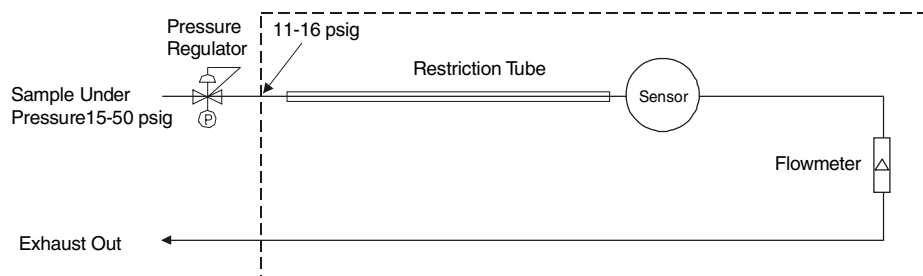 Pressure
Regulator
11-16 psig
Restriction Tube
Sample Under
Pressure15-50 psig
P
Sensor
Flowmeter
Exhaust Out